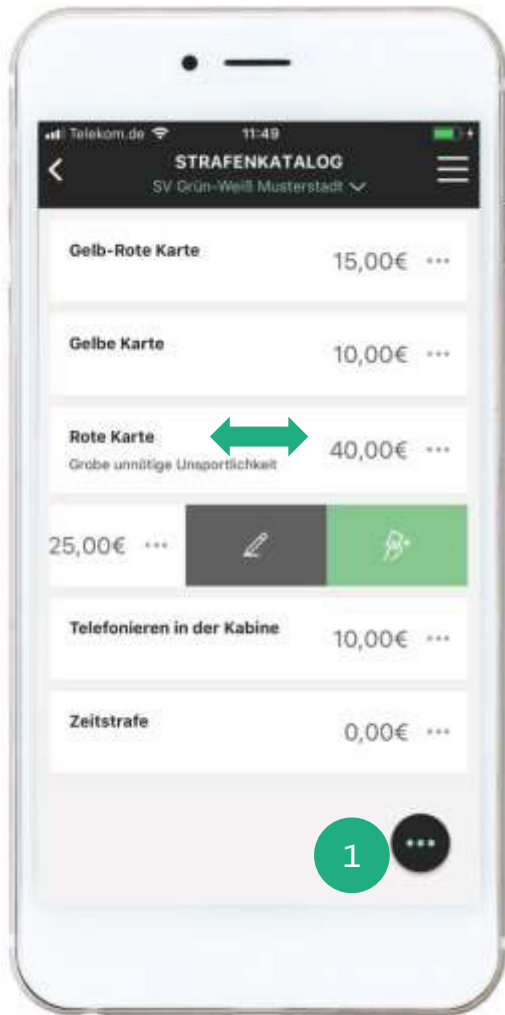 Telekom.de 11:49
STRAFENKATALOG
SV Grün-Weiß Musterstadt
Gelb-Rote Karte 15,00€ ...
Gelbe Karte 10,00€ ...
Rote Karte 40,00€ ...
Grobe unnötige Unsportlichkeit
25,00€ ...
Telefonieren in der Kabine 10,00€ ...
Zeitstrafe 0,00€ ...
1 ...